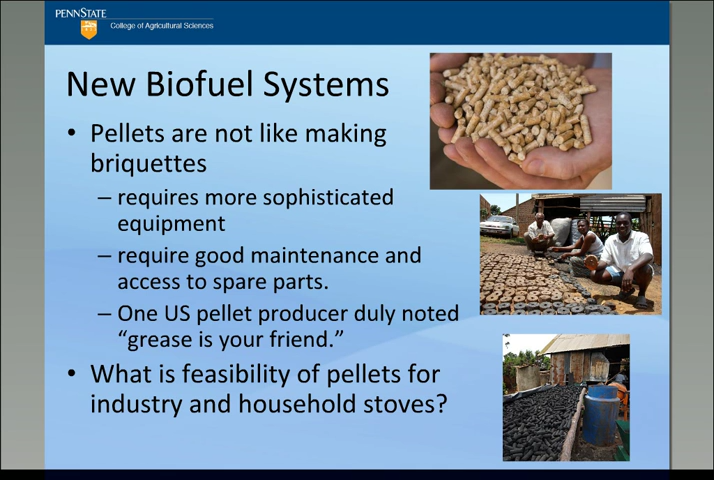 PENNSTATE
College of Agricultural Sciences
New Biofuel Systems
• Pellets are not like making
briquettes
– requires more sophisticated
equipment
– require good maintenance and
access to spare parts.
– One US pellet producer duly noted
“grease is your friend.”
• What is feasibility of pellets for
industry and household stoves?